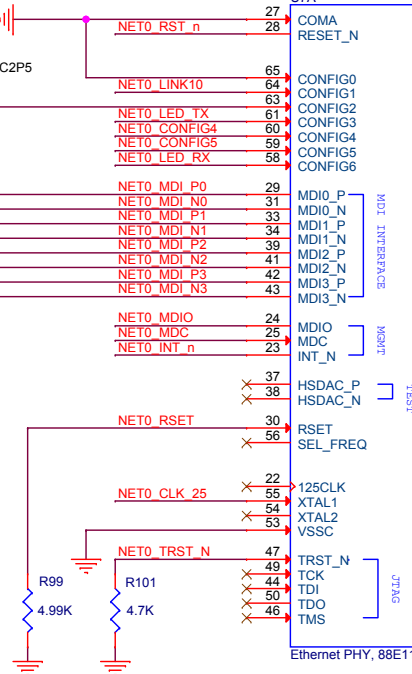 27 COMA
NET0_RST_n 28 RESET_N
C2P5
65 CONFIG0
NET0_LINK10 64 CONFIG1
63 CONFIG2
NET0_LED_TX 61 CONFIG3
NET0_CONFIG4 60 CONFIG4
NET0_CONFIG5 59 CONFIG5
NET0_LED_RX 58 CONFIG6
NET0_MDI_P0 29 MDI0_P
NET0_MDI_N0 31 MDI0_N
NET0_MDI_P1 33 MDI1_P
NET0_MDI_N1 34 MDI1_N
NET0_MDI_P2 39 MDI2_P
NET0_MDI_N2 41 MDI2_N
NET0_MDI_P3 42 MDI3_P
NET0_MDI_N3 43 MDI3_N
MDI INTERFACE
NET0_MDIO 24 MDIO
NET0_MDC 25 MDC
NET0_INT_n 23 INT_N
MGMT
37 HSDAC_P
38 HSDAC_N
TEST
NET0_RSET 30 RSET
56 SEL_FREQ
22 125CLK
NET0_CLK_25 55 XTAL1
54 XTAL2
53 VSSC
NET0_TRST_N 47 TRST_N
49 TCK
44 TDI
50 TDO
46 TMS
JTAG
R99
4.99K
R101
4.7K
Ethernet PHY, 88E11